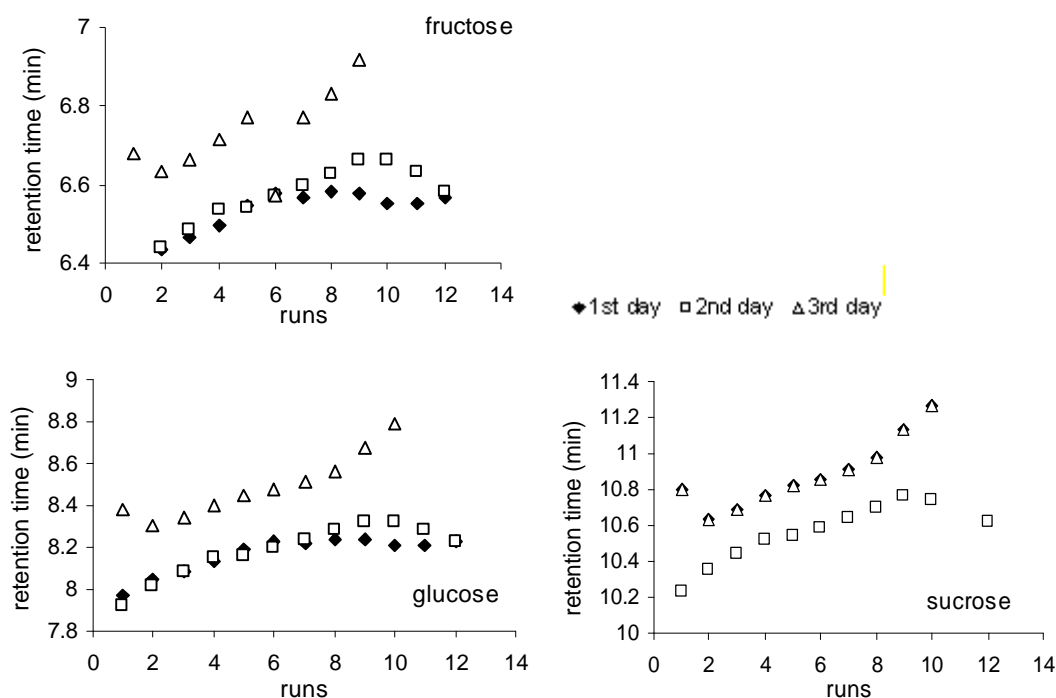 fructose
retention time (min)
7
6.8
6.6
6.4
0 2 4 6 8 10 12 14
runs
1st day 2nd day 3rd day
glucose
retention time (min)
9
8.8
8.6
8.4
8.2
8
7.8
0 2 4 6 8 10 12 14
runs
sucrose
retention time (min)
11.4
11.2
11
10.8
10.6
10.4
10.2
10
0 2 4 6 8 10 12 14
runs